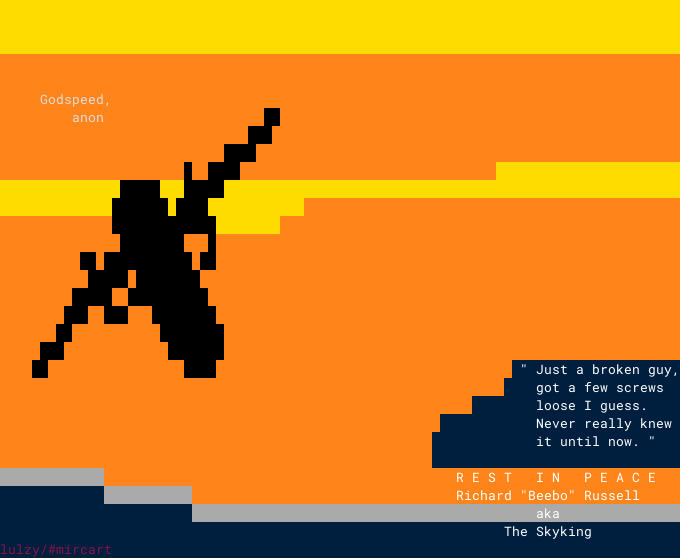 Godspeed,
anon
" Just a broken guy,
got a few screws
loose I guess.
Never really knew
it until now. "
R E S T   I N   P E A C E
Richard "Beebo" Russell
aka
The Skyking
lulzy/#mircart